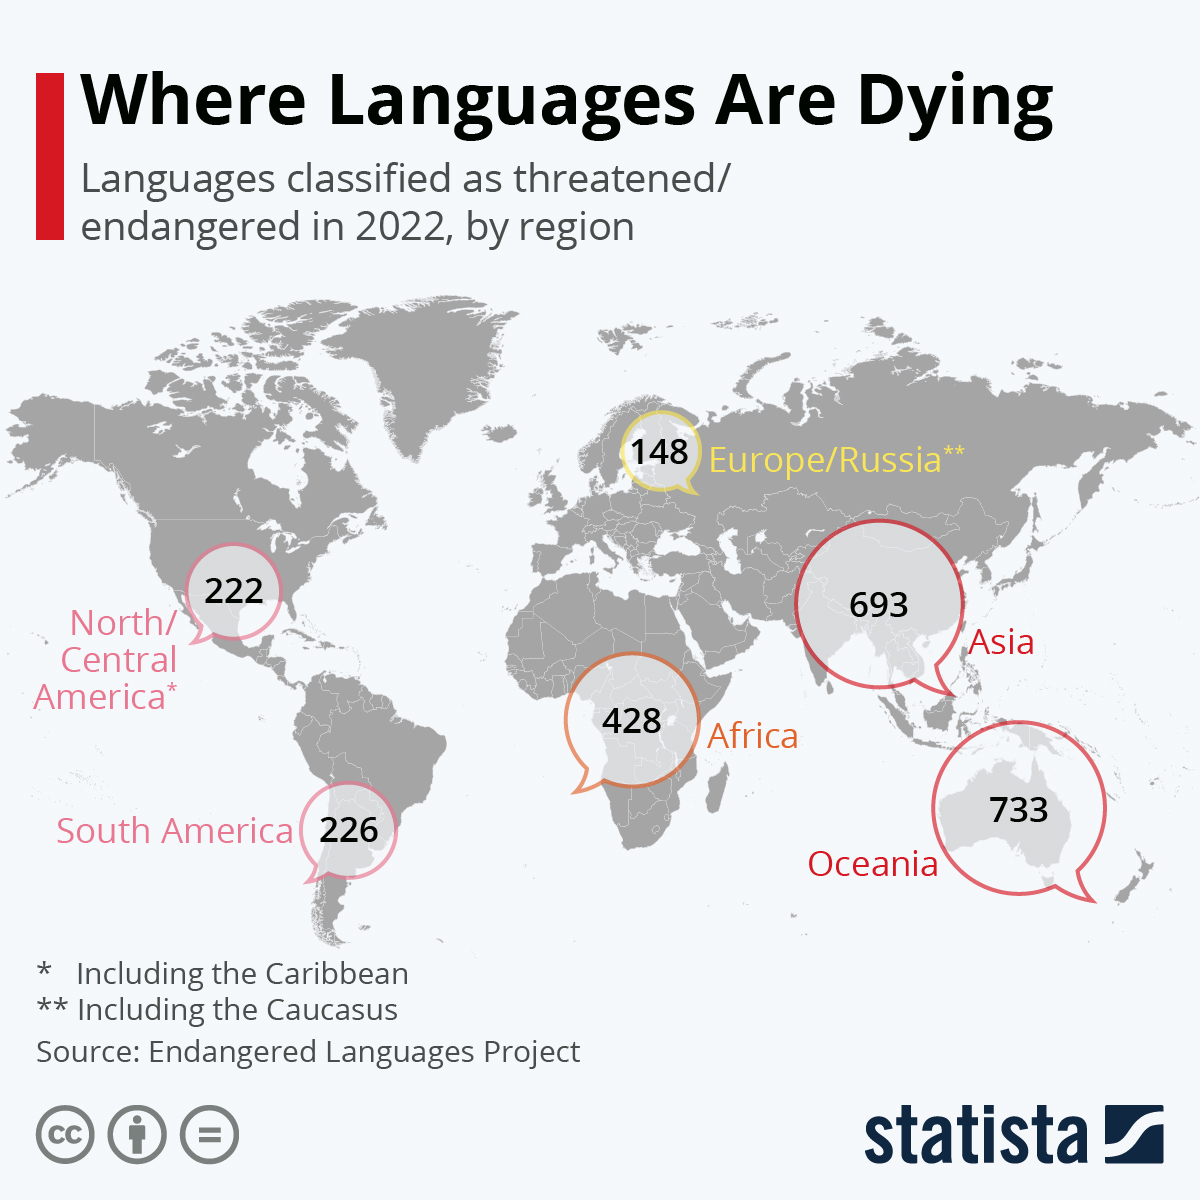 Where Languages Are Dying
Languages classified as threatened/
endangered in 2022, by region
148
Europe/Russia**
222
North/
Central
America*
693
Asia
428
Africa
733
Oceania
South America
226
* Including the Caribbean
** Including the Caucasus
Source: Endangered Languages Project
cc
statista